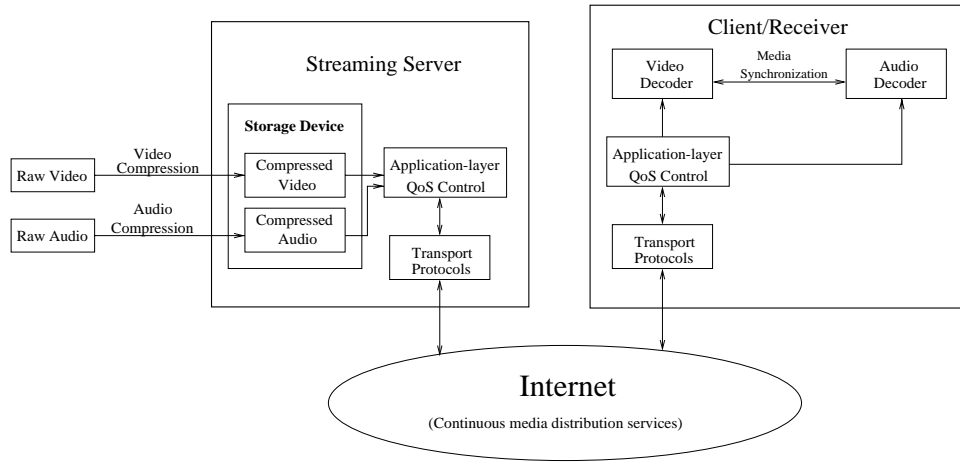 Streaming Server
Storage Device
Raw Video
Video
Compression
Compressed
Video
Raw Audio
Audio
Compression
Compressed
Audio
Application-layer
QoS Control
Transport
Protocols
Client/Receiver
Video
Decoder
Media
Synchronization
Audio
Decoder
Application-layer
QoS Control
Transport
Protocols
Internet
(Continuous media distribution services)